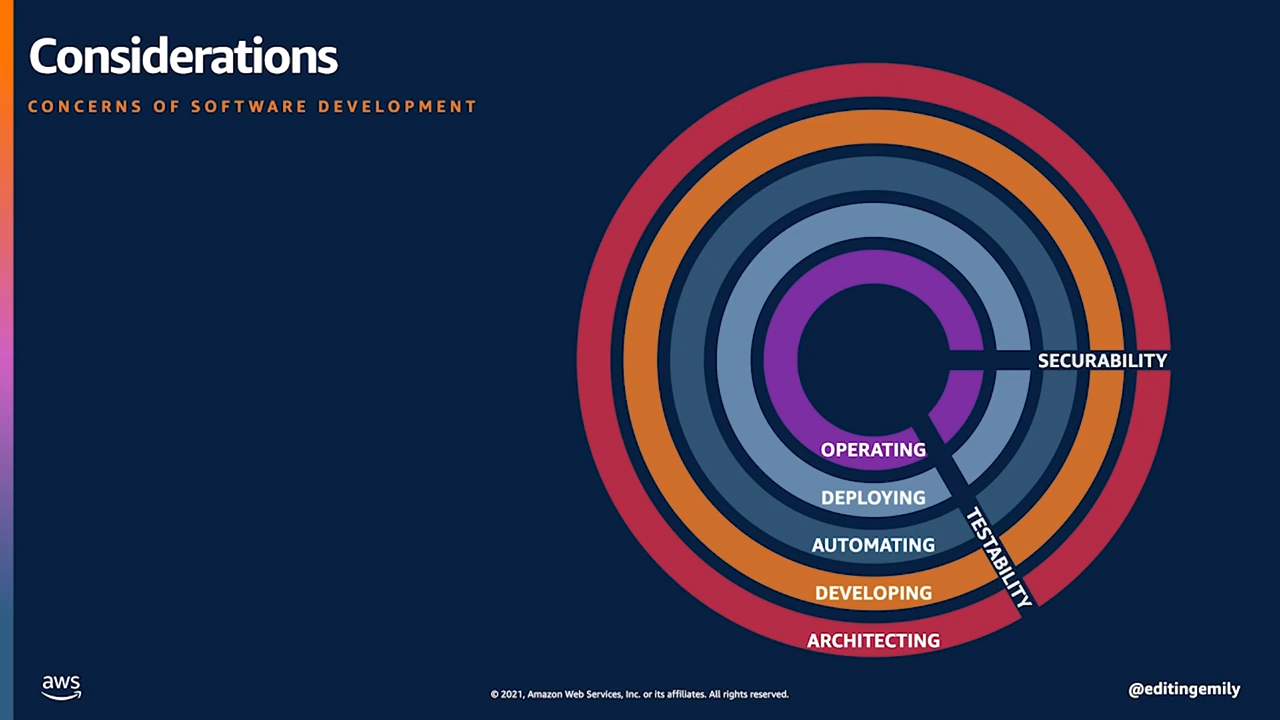 Considerations
CONCERNS OF SOFTWARE DEVELOPMENT
SECURABILITY
OPERATING
DEPLOYING
TESTABILITY
AUTOMATING
DEVELOPING
ARCHITECTING
aws
© 2021, Amazon Web Services, Inc. or its affiliates. All rights reserved.
@editingemily